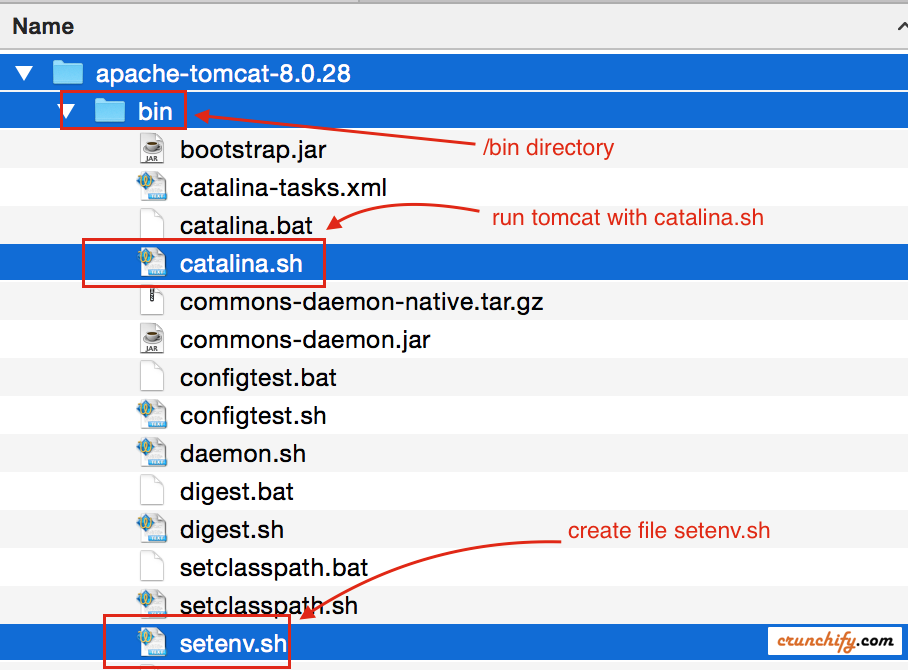 Name
apache-tomcat-8.0.28
bin
/bin directory
bootstrap.jar
catalina-tasks.xml
run tomcat with catalina.sh
catalina.bat
catalina.sh
commons-daemon-native.tar.gz
commons-daemon.jar
configtest.bat
configtest.sh
daemon.sh
digest.bat
digest.sh
create file setenv.sh
setclasspath.bat
setclasspath.sh
setenv.sh
crunchify.com